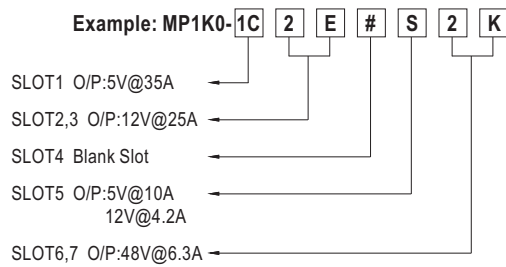 Example: MP1K0- 1C 2 E # S 2 K
SLOT1 O/P:5V@35A
SLOT2,3 O/P:12V@25A
SLOT4 Blank Slot
SLOT5 O/P:5V@10A
12V@4.2A
SLOT6,7 O/P:48V@6.3A